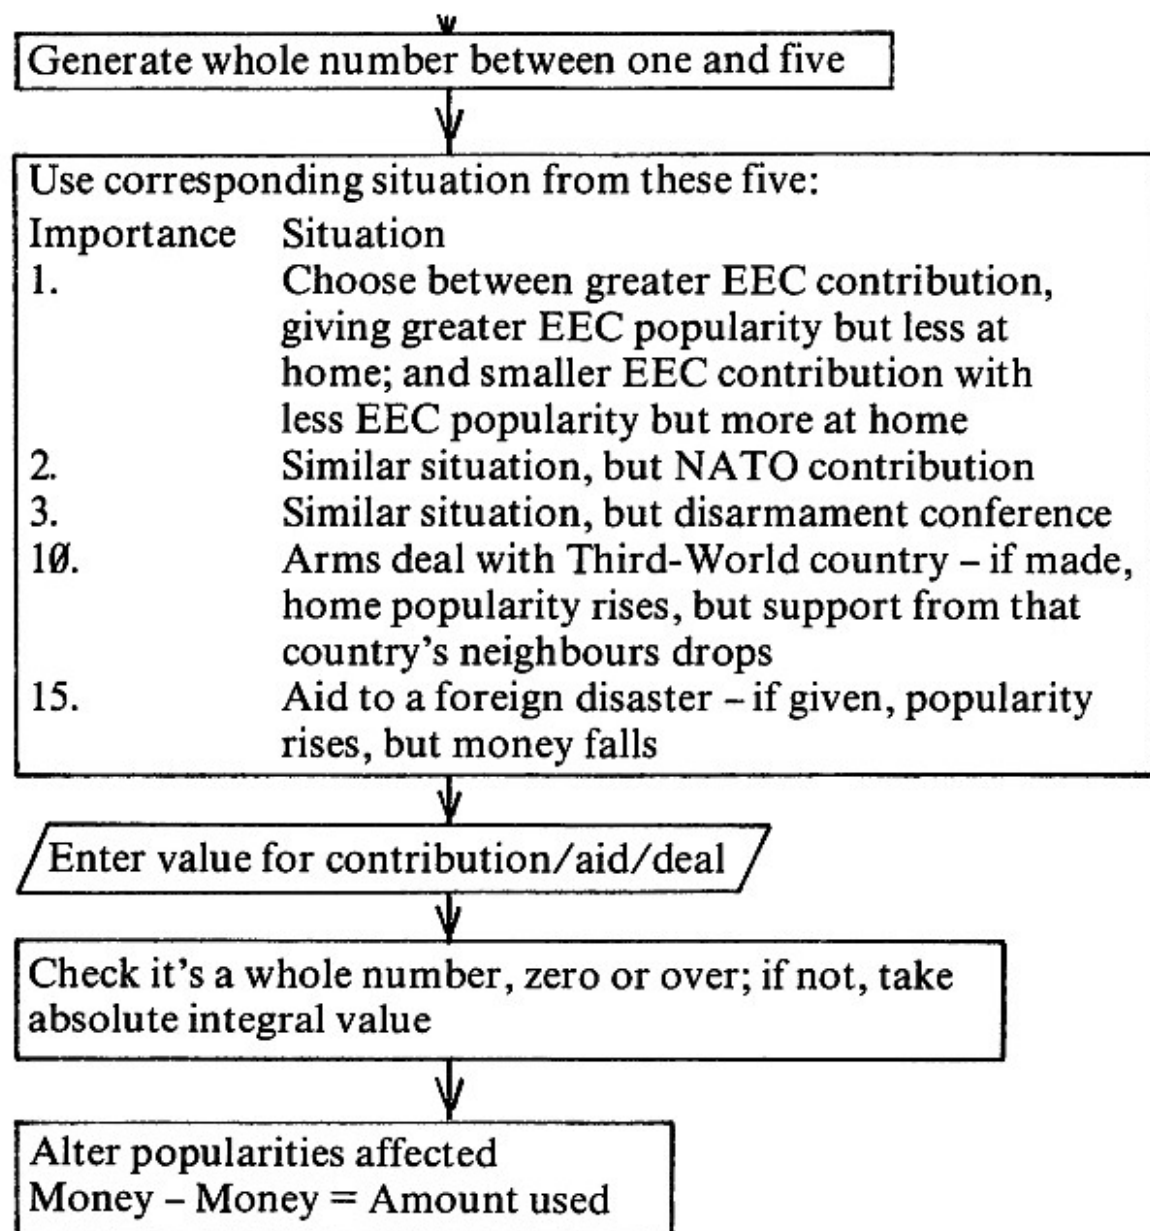 Generate whole number between one and five
Use corresponding situation from these five:
Importance Situation
1. Choose between greater EEC contribution,
giving greater EEC popularity but less at
home; and smaller EEC contribution with
less EEC popularity but more at home
2. Similar situation, but NATO contribution
3. Similar situation, but disarmament conference
1Ø. Arms deal with Third-World country – if made,
home popularity rises, but support from that
country's neighbours drops
15. Aid to a foreign disaster – if given, popularity
rises, but money falls
Enter value for contribution/aid/deal
Check it's a whole number, zero or over; if not, take
absolute integral value
Alter popularities affected
Money – Money = Amount used